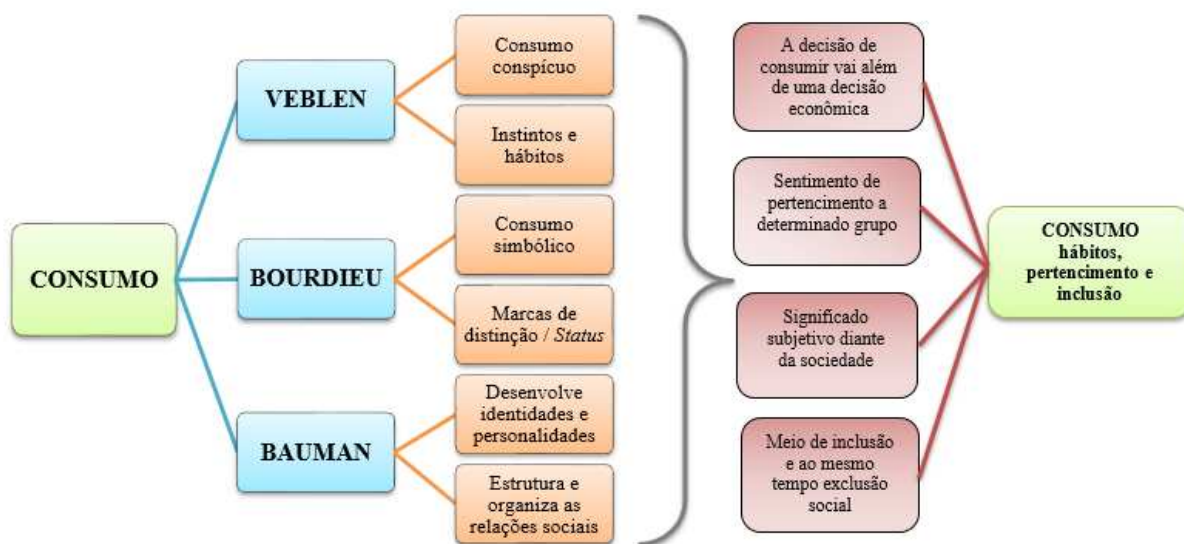 CONSUMO
VEBLEN
BOURDIEU
BAUMAN
Consumo
conspícuo
Instintos e
hábitos
Consumo
simbólico
Marcas de
distinção / Status
Desenvolve
identidades e
personalidades
Estrutura e
organiza as
relações sociais
A decisão de
consumir vai além
de uma decisão
econômica
Sentimento de
pertencimento a
determinado grupo
Significado
subjetivo diante
da sociedade
Meio de inclusão
e ao mesmo
tempo exclusão
social
CONSUMO
hábitos,
pertencimento e
inclusão